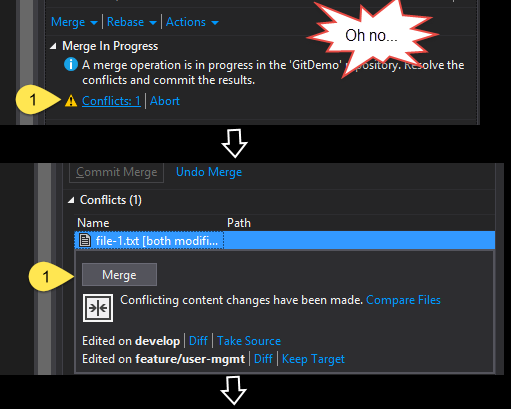 Merge Rebase Actions
Oh no...
Merge In Progress
A merge operation is in progress in the 'GitDemo' repository. Resolve the
conflicts and commit the results.
1
Conflicts: 1 Abort
Commit Merge Undo Merge
Conflicts (1)
Name Path
file-1.txt [both modifi...
1
Merge
Conflicting content changes have been made. Compare Files
Edited on develop | Diff | Take Source
Edited on feature/user-mgmt | Diff | Keep Target